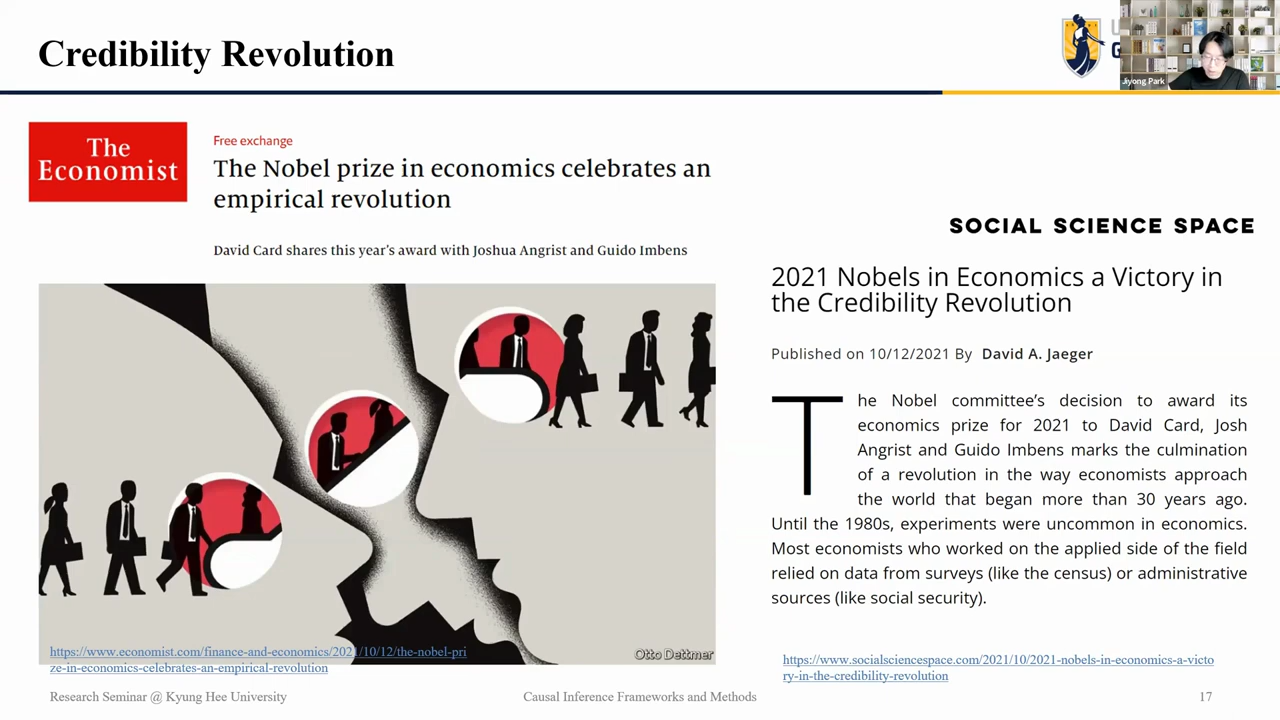 Credibility Revolution
U
G
Jiyong Park
The
Economist
Free exchange
The Nobel prize in economics celebrates an
empirical revolution
David Card shares this year's award with Joshua Angrist and Guido Imbens
Otto Dettmer
https://www.economist.com/finance-and-economics/2021/10/12/the-nobel-pri
ze-in-economics-celebrates-an-empirical-revolution
SOCIAL SCIENCE SPACE
2021 Nobels in Economics a Victory in
the Credibility Revolution
Published on 10/12/2021 By David A. Jaeger
The Nobel committee's decision to award its
economics prize for 2021 to David Card, Josh
Angrist and Guido Imbens marks the culmination
of a revolution in the way economists approach
the world that began more than 30 years ago.
Until the 1980s, experiments were uncommon in economics.
Most economists who worked on the applied side of the field
relied on data from surveys (like the census) or administrative
sources (like social security).
https://www.socialsciencespace.com/2021/10/2021-nobels-in-economics-a-victo
ry-in-the-credibility-revolution
Research Seminar @ Kyung Hee University
Causal Inference Frameworks and Methods
17